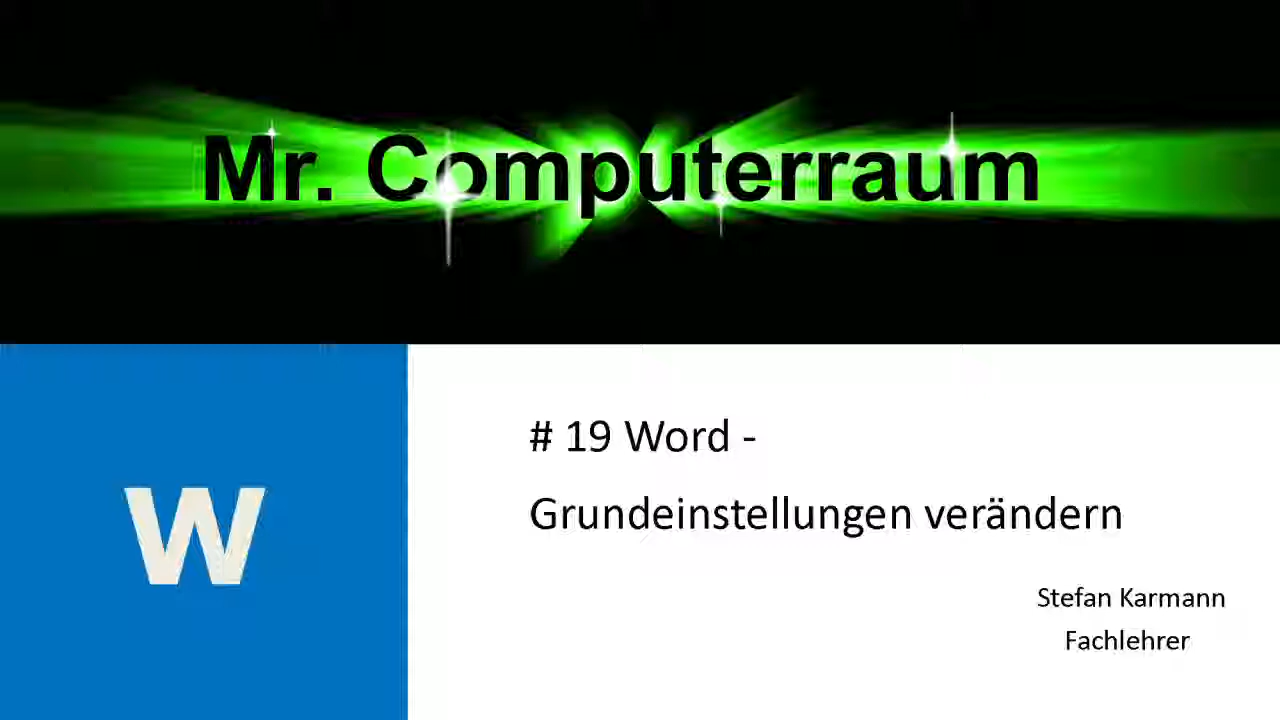 Mr. Computerraum
# 19 Word -
Grundeinstellungen verändern
W
Stefan Karmann
Fachlehrer